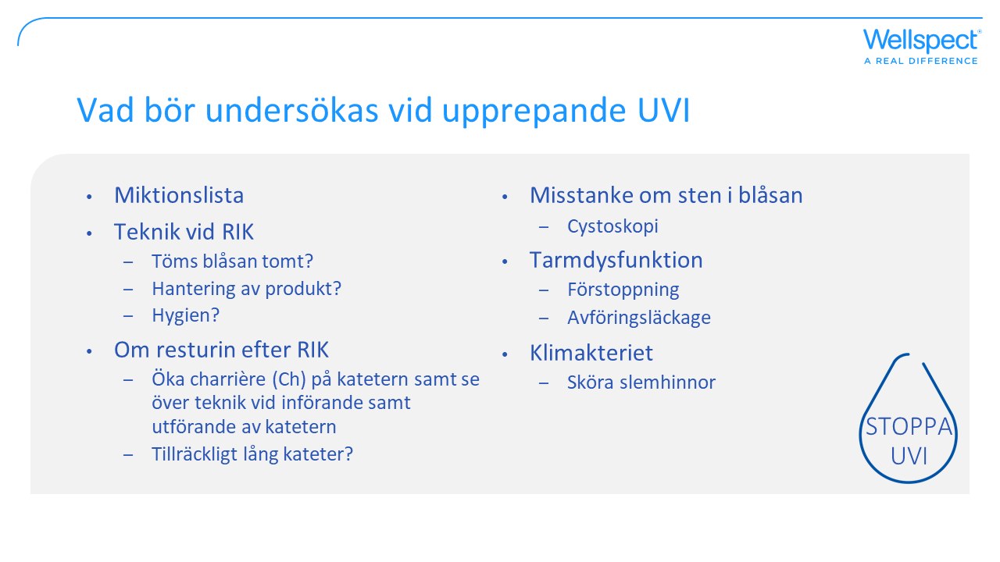 Wellspect®
A REAL DIFFERENCE
Vad bör undersökas vid upprepande UVI
• Miktionslista
• Teknik vid RIK
– Töms blåsan tomt?
– Hantering av produkt?
– Hygien?
• Om resturin efter RIK
– Öka charrière (Ch) på katetern samt se
över teknik vid införande samt
utförande av katetern
– Tillräckligt lång kateter?
• Misstanke om sten i blåsan
– Cystoskopi
• Tarmdysfunktion
– Förstoppning
– Avföringsläckage
• Klimakteriet
– Sköra slemhinnor
STOPPA
UVI